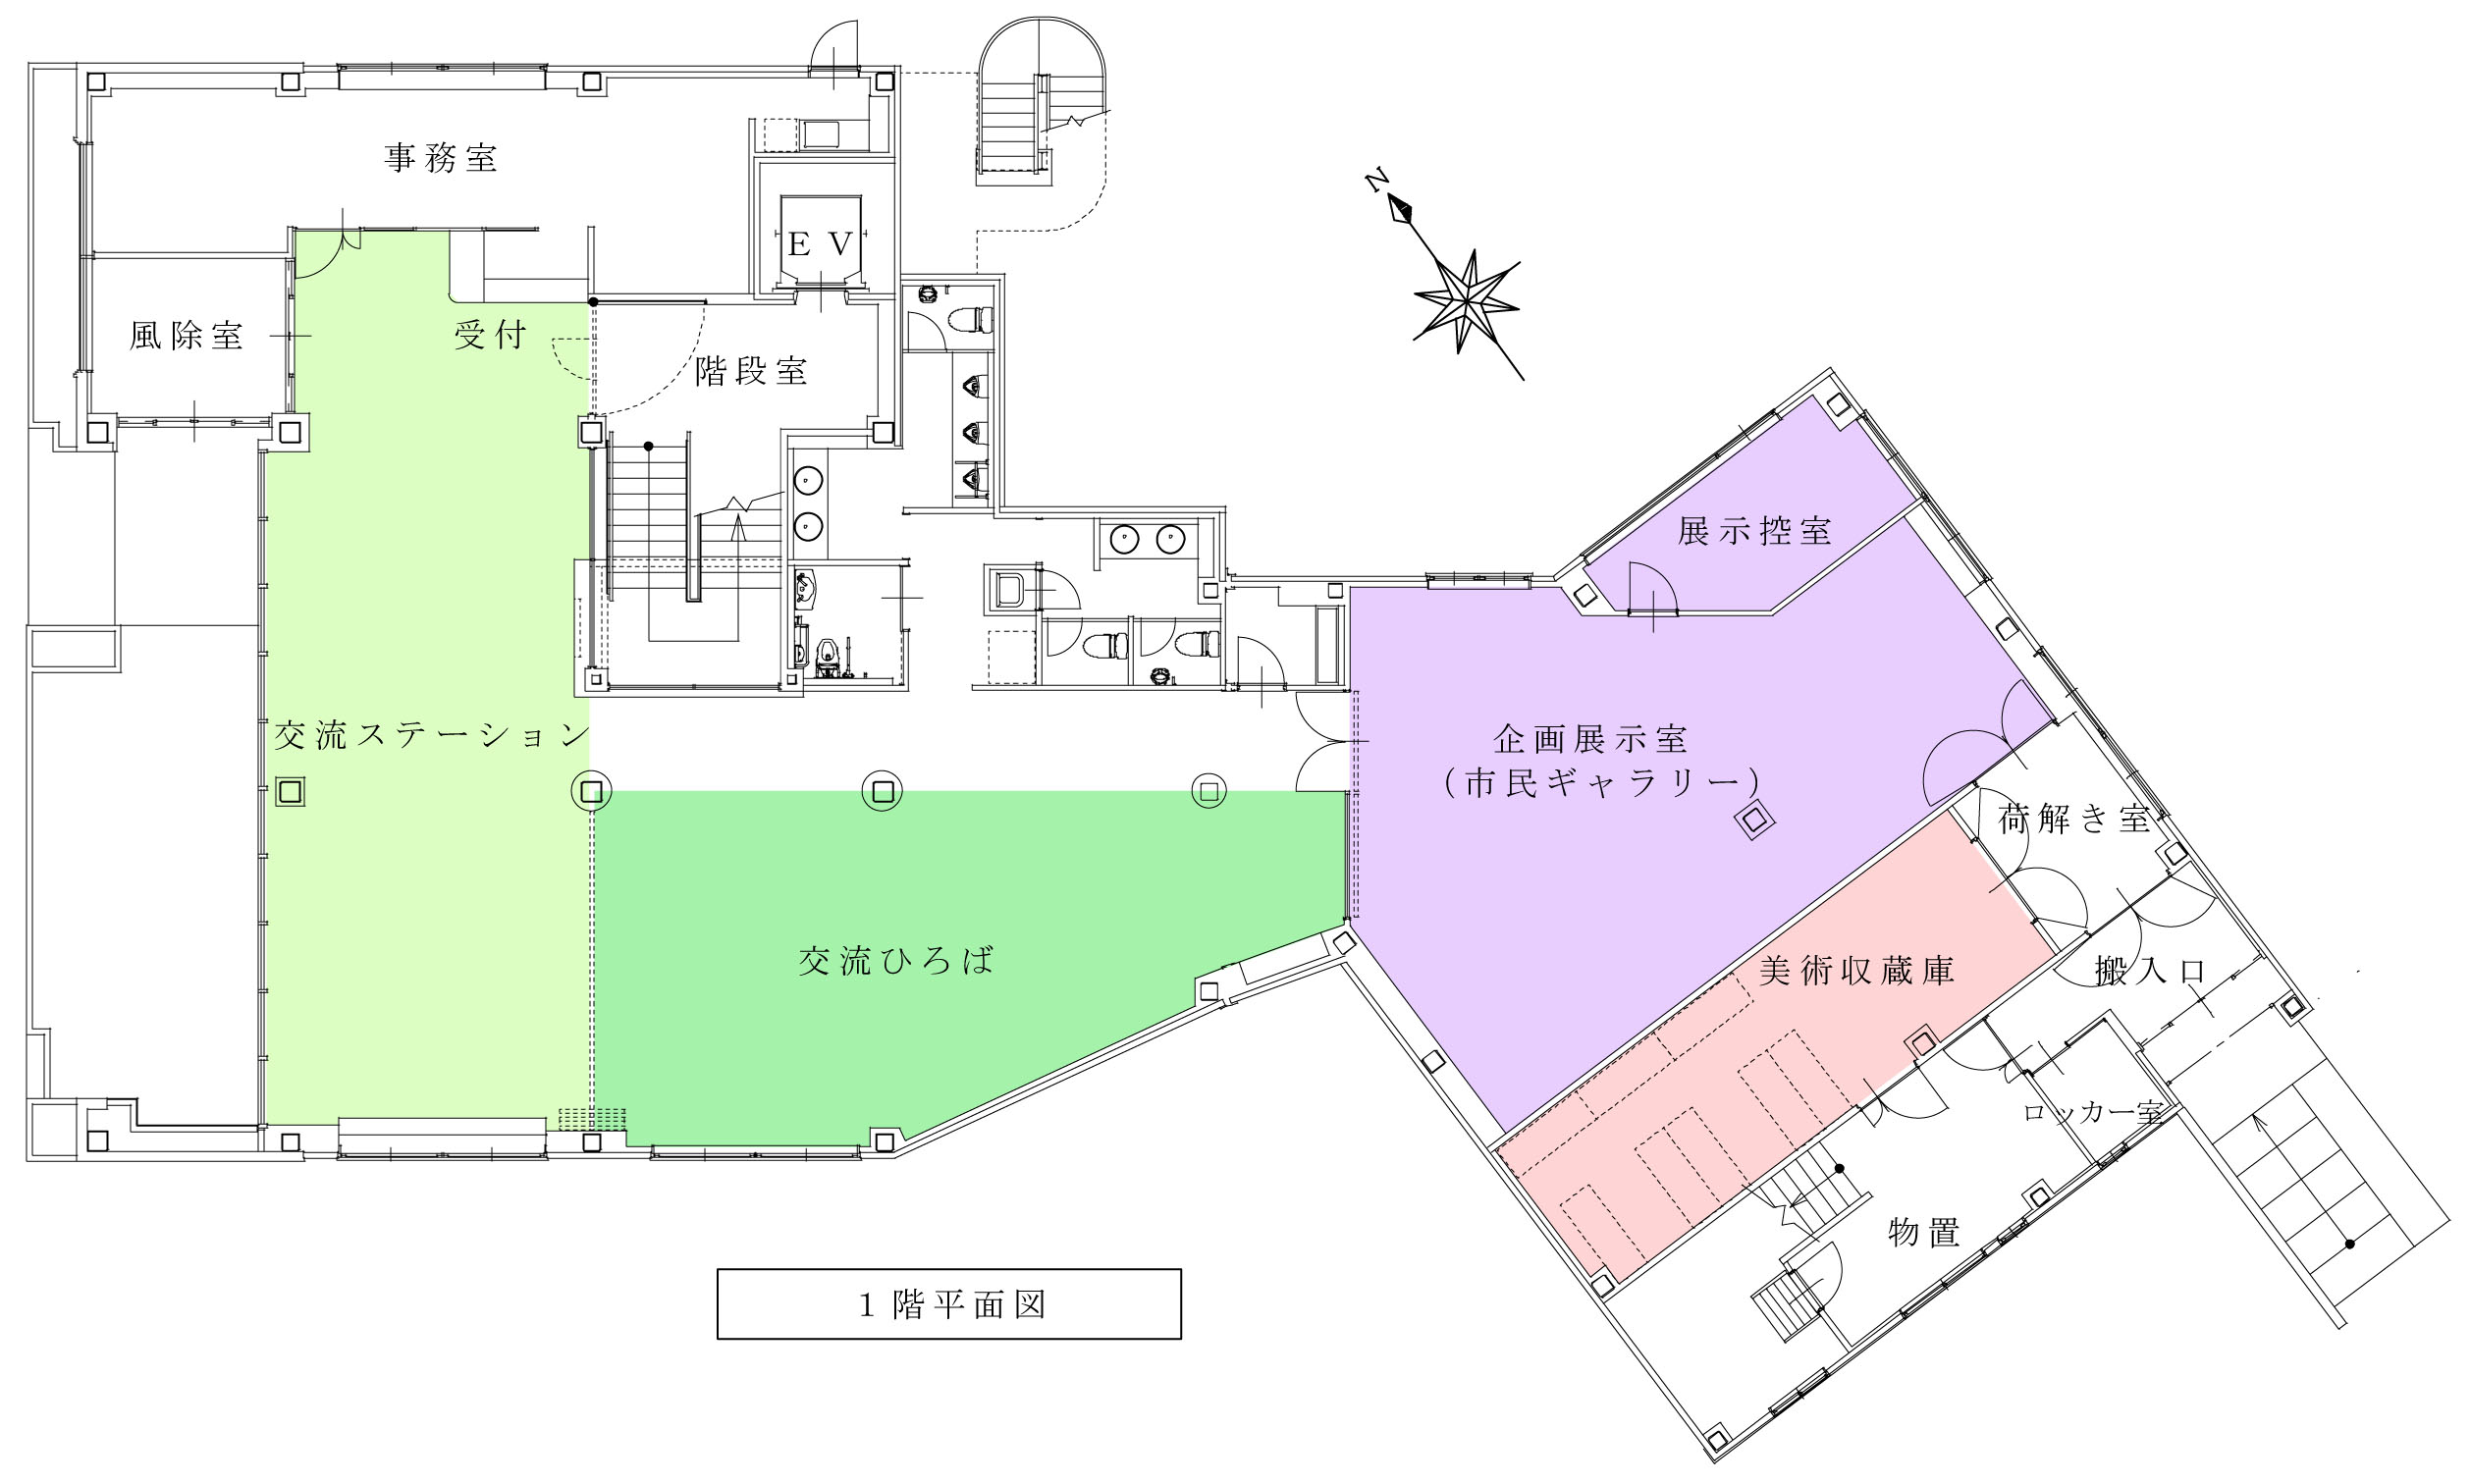 N
事務室
EV
風除室
受付
階段室
展示控室
交流ステーション
企画展示室
(市民ギャラリー)
荷解き室
交流ひろば
美術収蔵庫
搬入口
ロッカー室
物置
1階平面図